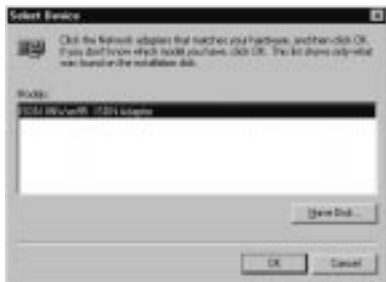 Select Device
Click the Network adapters that matches your hardware, and then click OK.
If you don't know which model you have, click OK. This list shows only what
was found on the installation disk.
Models:
ISDN Adapter
Have Disk...
OK
Cancel